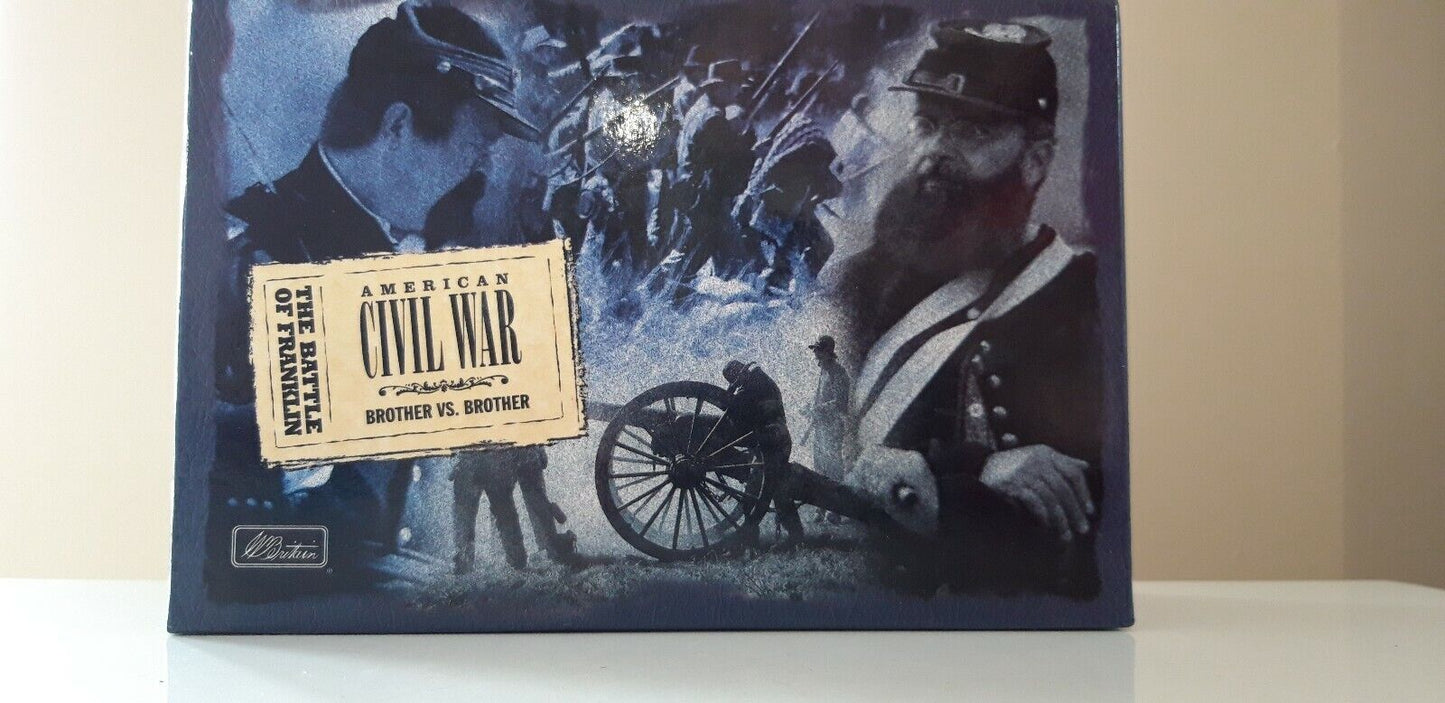 THE BATTLE
OF FRANKLIN
AMERICAN
CIVIL WAR
BROTHER VS. BROTHER
W. Britain
®